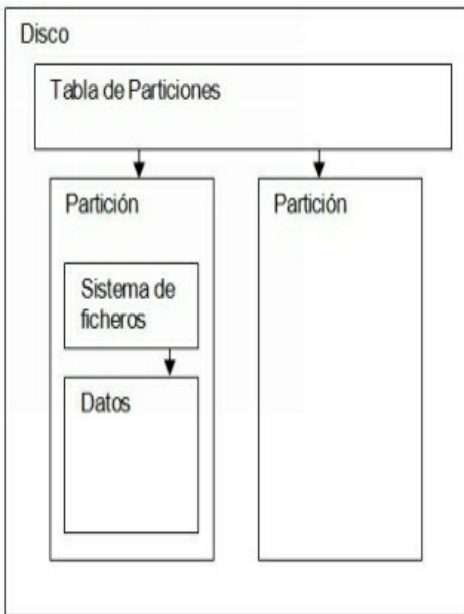 Disco
Tabla de Particiones
Partición
Partición
Sistema de
ficheros
Datos